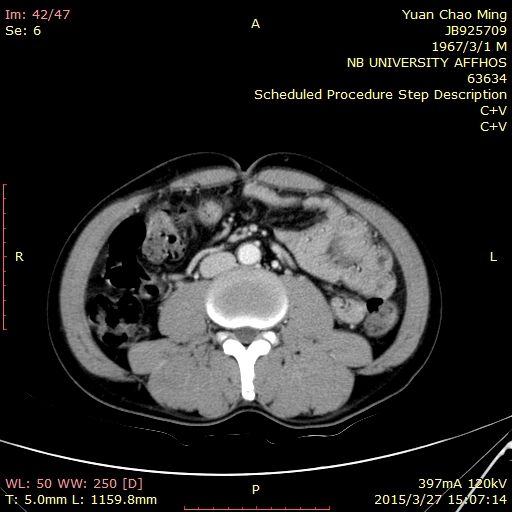 Im: 42/47
Se: 6
A
Yuan Chao Ming
JB925709
1967/3/1 M
NB UNIVERSITY AFFHOS
63634
Scheduled Procedure Step Description
C+V
C+V
R
L
WL: 50 WW: 250 [D]
T: 5.0mm L: 1159.8mm
P
397mA 120kV
2015/3/27 15:07:14